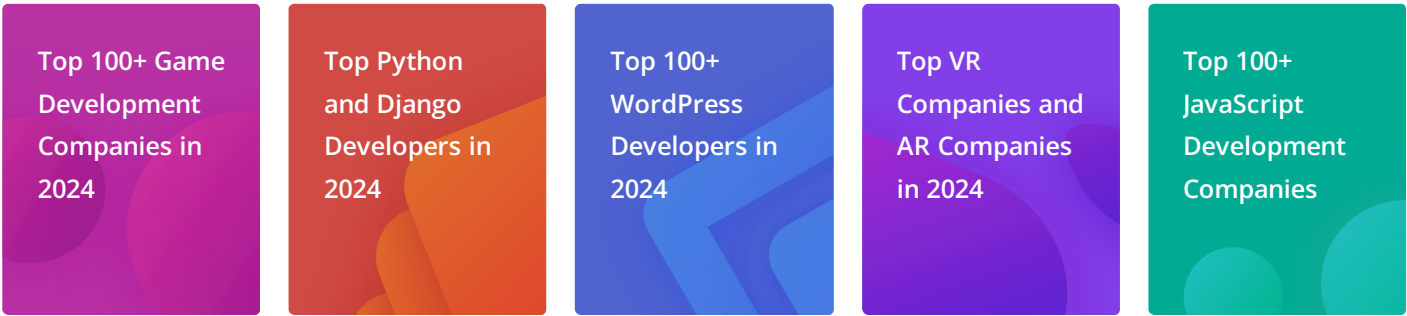 Top 100+ Game
Development
Companies in
2024
Top Python
and Django
Developers in
2024
Top 100+
WordPress
Developers in
2024
Top VR
Companies and
AR Companies
in 2024
Top 100+
JavaScript
Development
Companies